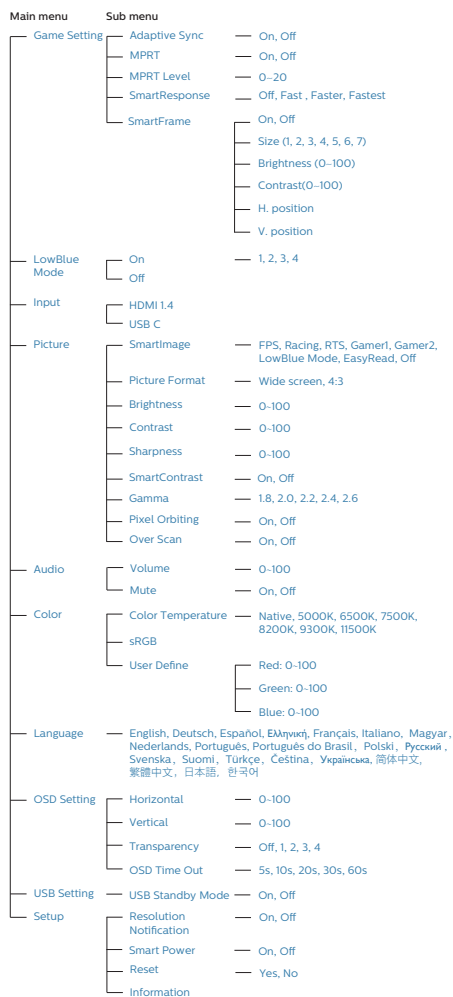 Main menu Sub menu
Game Setting Adaptive Sync On, Off
MPRT On, Off
MPRT Level 0–20
SmartResponse Off, Fast , Faster, Fastest
SmartFrame On, Off
Size (1, 2, 3, 4, 5, 6, 7)
Brightness (0–100)
Contrast(0–100)
H. position
V. position
LowBlue On 1, 2, 3, 4
Mode
Off
Input HDMI 1.4
USB C
Picture SmartImage FPS, Racing, RTS, Gamer1, Gamer2,
LowBlue Mode, EasyRead, Off
Picture Format Wide screen, 4:3
Brightness 0~100
Contrast 0~100
Sharpness 0~100
SmartContrast On, Off
Gamma 1.8, 2.0, 2.2, 2.4, 2.6
Pixel Orbiting On, Off
Over Scan On, Off
Audio Volume 0~100
Mute On, Off
Color Color Temperature Native, 5000K, 6500K, 7500K,
8200K, 9300K, 11500K
sRGB
User Define Red: 0~100
Green: 0~100
Blue: 0~100
Language English, Deutsch, Español, Ελληνική, Français, Italiano, Magyar,
Nederlands, Português, Português do Brasil, Polski, Русский ,
Svenska, Suomi, Türkçe, Čeština, Українська, 简体中文,
繁體中文, 日本語, 한국어
OSD Setting Horizontal 0~100
Vertical 0~100
Transparency Off, 1, 2, 3, 4
OSD Time Out 5s, 10s, 20s, 30s, 60s
USB Setting USB Standby Mode On, Off
Setup Resolution On, Off
Notification
Smart Power On, Off
Reset Yes, No
Information